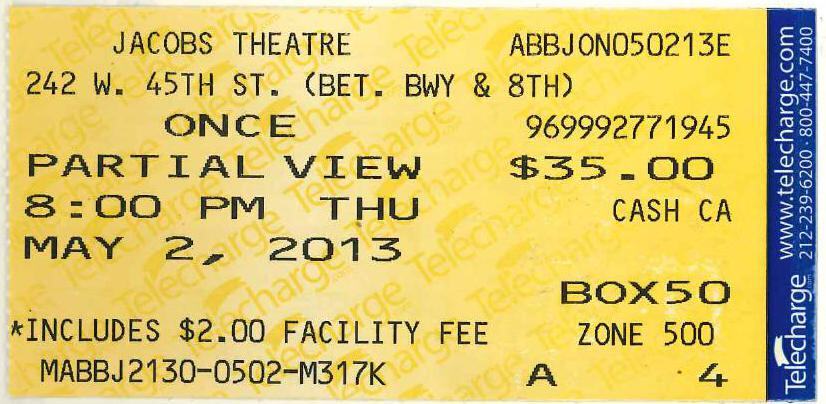 JACOBS THEATRE ABBJON050213E
242 W. 45TH ST. (BET. BWY & 8TH)
ONCE 969992771945
PARTIAL VIEW $35.00
8:00 PM THU CASH CA
MAY 2, 2013
BOX50
*INCLUDES $2.00 FACILITY FEE ZONE 500
MABBJ2130-0502-M317K A 4
Telecharge www.telecharge.com
212-239-6200 · 800-447-7400